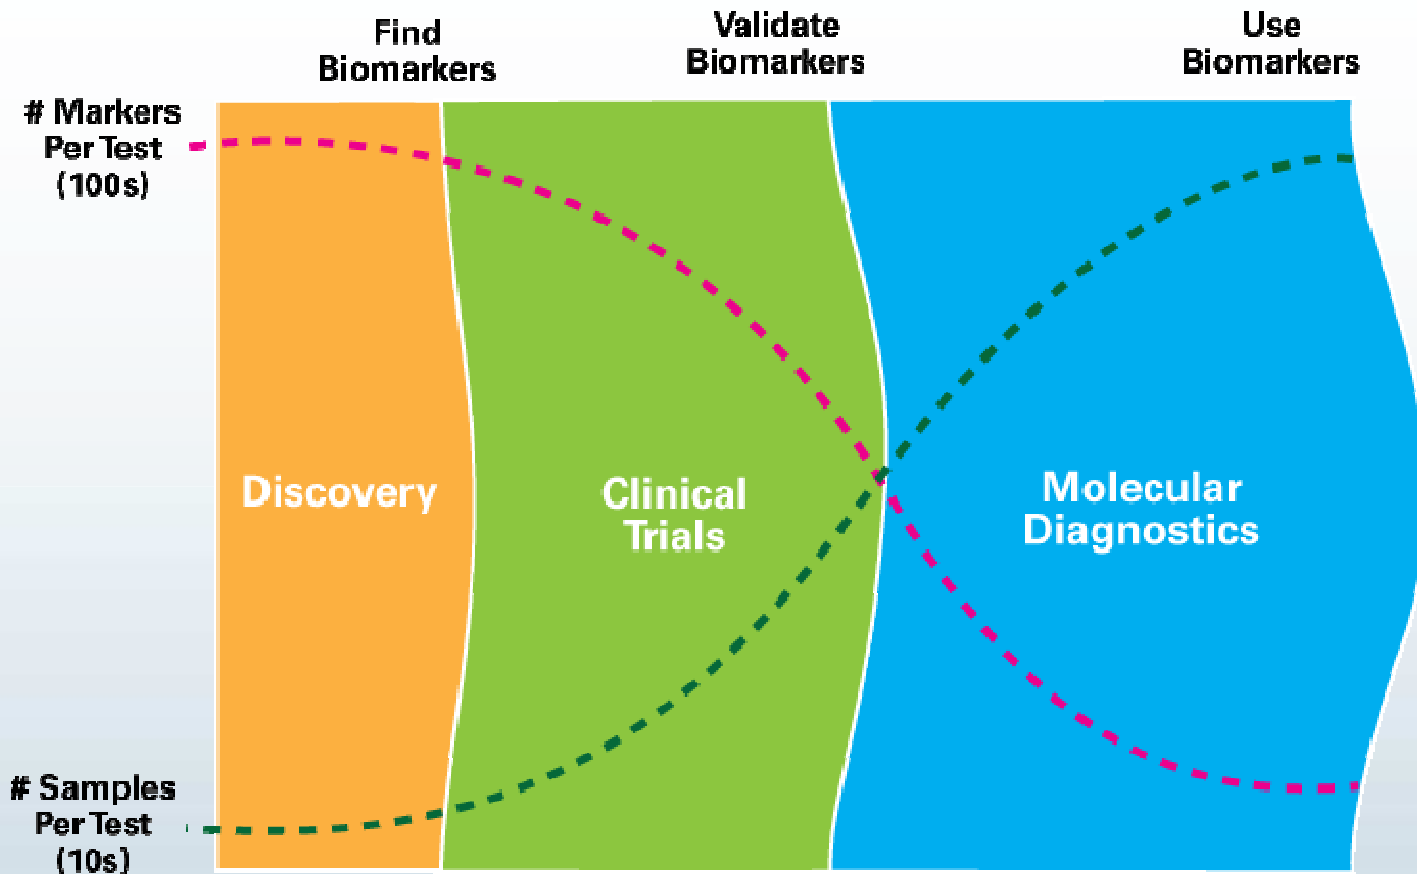 Find
Biomarkers
Validate
Biomarkers
Use
Biomarkers
# Markers
Per Test
(100s)
Discovery
Clinical
Trials
Molecular
Diagnostics
# Samples
Per Test
(10s)